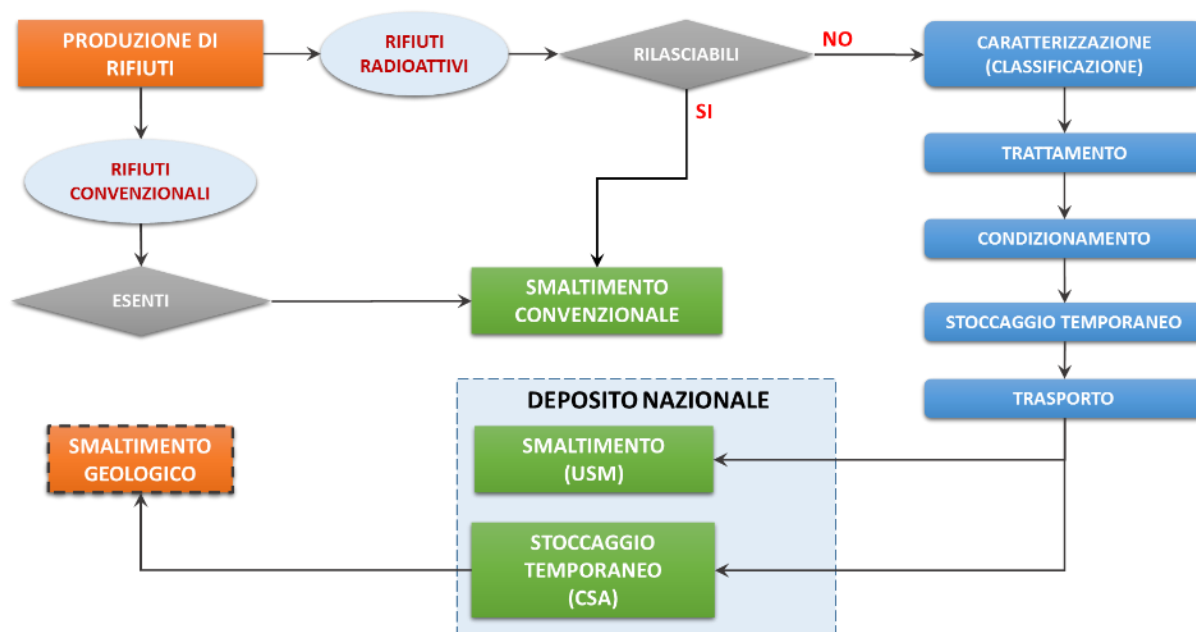 PRODUZIONE DI
RIFIUTI
RIFIUTI
RADIOATTIVI
RILASCIABILI
NO
CARATTERIZZAZIONE
(CLASSIFICAZIONE)
SI
RIFIUTI
CONVENZIONALI
TRATTAMENTO
CONDIZIONAMENTO
ESENTI
SMALTIMENTO
CONVENZIONALE
STOCCAGGIO TEMPORANEO
TRASPORTO
DEPOSITO NAZIONALE
SMALTIMENTO
(USM)
SMALTIMENTO
GEOLOGICO
STOCCAGGIO
TEMPORANEO
(CSA)